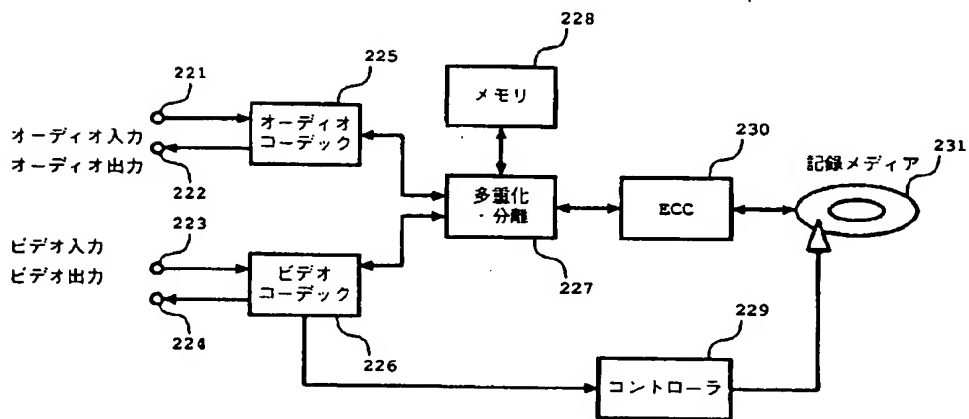 228
225
221
メモリ
オーディオ
コーデック
230
オーディオ入力
オーディオ出力
記録メディア
231
222
多重化
・分離
ECC
223
ビデオ入力
ビデオ出力
ビデオ
コーデック
227
229
224
226
コントローラ